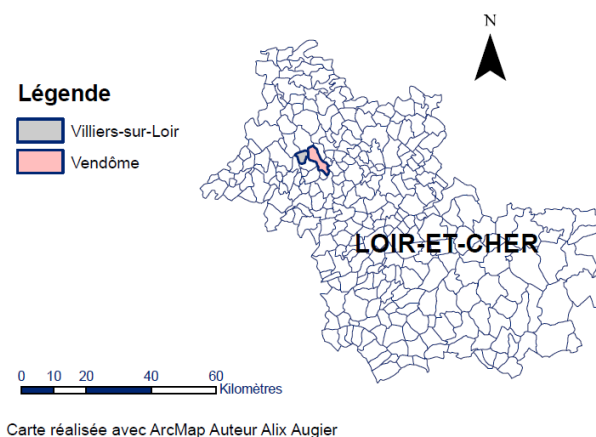 N
Légende
Villiers-sur-Loir
Vendôme
LOIR-ET-CHER
0 10 20 40 60
Kilomètres
Carte réalisée avec ArcMap Auteur Alix Augier